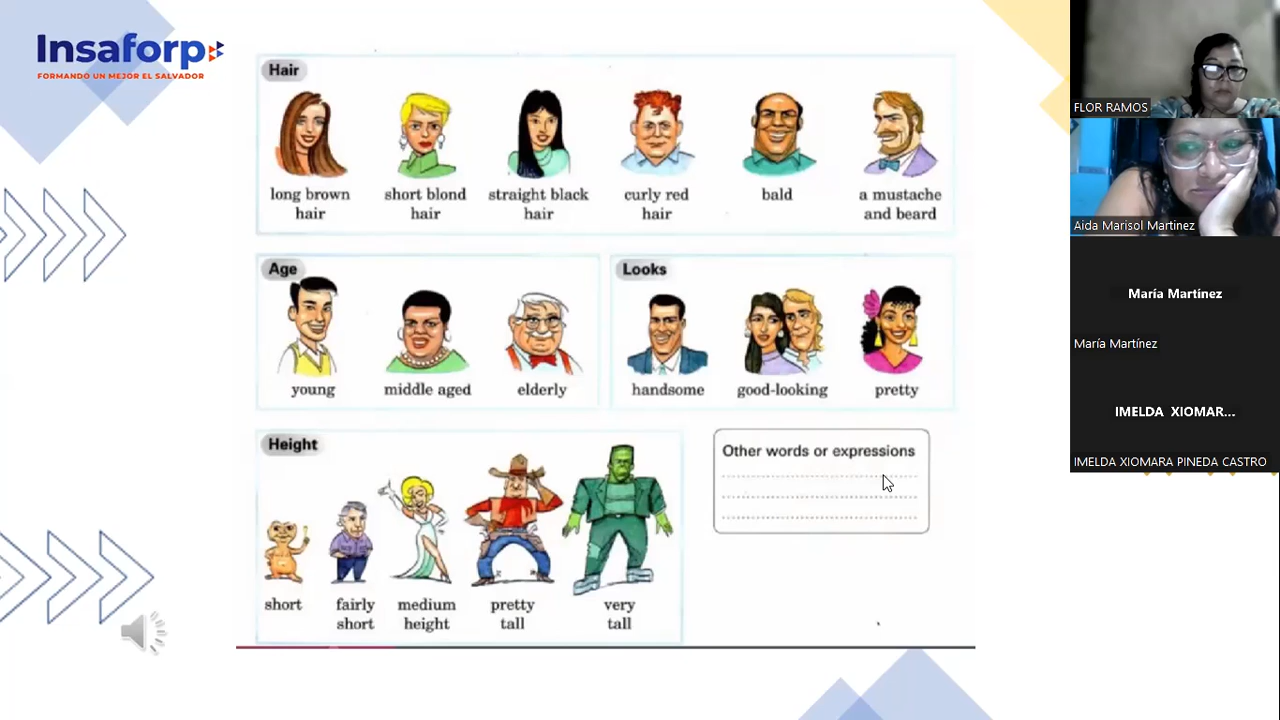 Insaforp
FORMANDO UN MEJOR EL SALVADOR
Hair
long brown
hair
short blond
hair
straight black
hair
curly red
hair
bald
a mustache
and beard
Age
young
middle aged
elderly
Looks
handsome
good-looking
pretty
Height
short
fairly
short
medium
height
pretty
tall
very
tall
Other words or expressions
FLOR RAMOS
Aida Marisol Martinez
María Martínez
María Martínez
IMELDA XIOMAR...
IMELDA XIOMARA PINEDA CASTRO